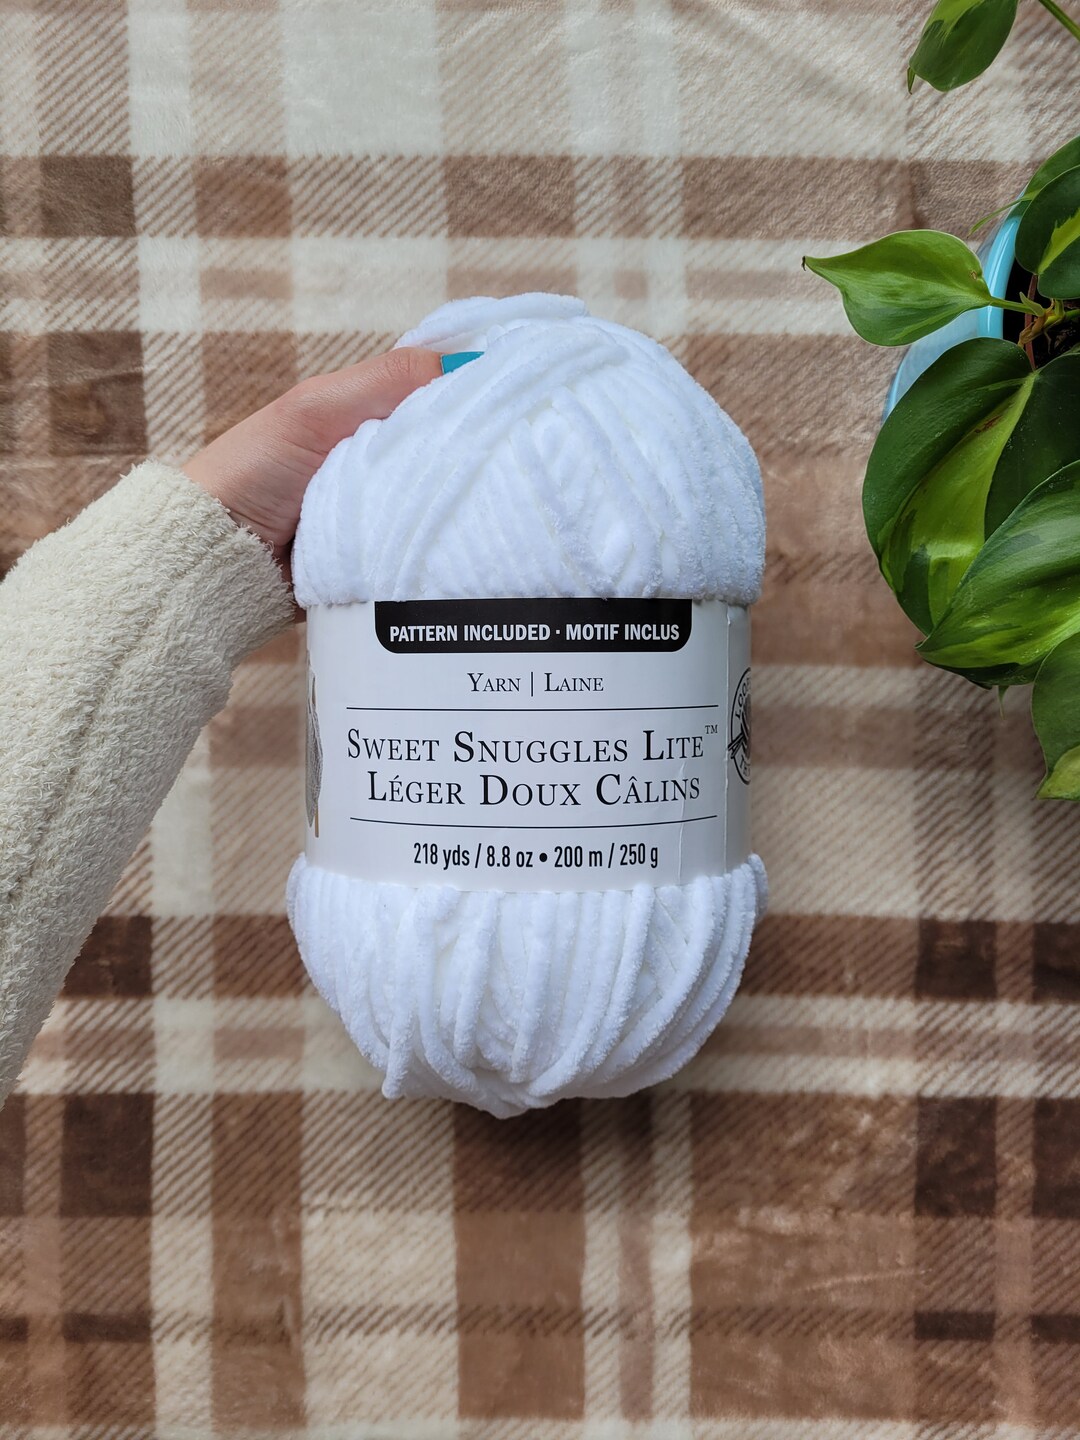 PATTERN INCLUDED · MOTIF INCLUS
YARN | LAINE
SWEET SNUGGLES LITE™
LÉGER DOUX CÂLINS
218 yds / 8.8 oz • 200 m / 250 g